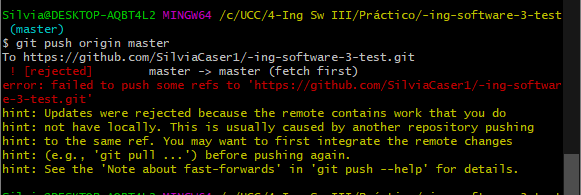 Silvia@DESKTOP-AQBT4L2 MINGW64 /c/UCC/4-Ing Sw III/Práctico/-ing-software-3-test
(master)
$ git push origin master
To https://github.com/SilviaCaser1/-ing-software-3-test.git
! [rejected]        master -> master (fetch first)
error: failed to push some refs to 'https://github.com/SilviaCaser1/-ing-softwar
e-3-test.git'
hint: Updates were rejected because the remote contains work that you do
hint: not have locally. This is usually caused by another repository pushing
hint: to the same ref. You may want to first integrate the remote changes
hint: (e.g., 'git pull ...') before pushing again.
hint: See the 'Note about fast-forwards' in 'git push --help' for details.
Silvia@DESKTOP-AQBT4L2 MINGW64 /c/UCC/4-Ing Sw III/Práctico/-ing-software-3-test